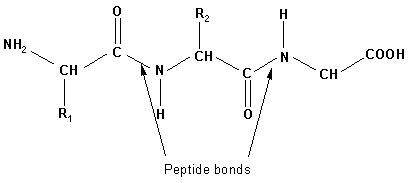 O R₂ H
NH₂ C N COOH
CH N CH C CH
R₁ H O
Peptide bonds